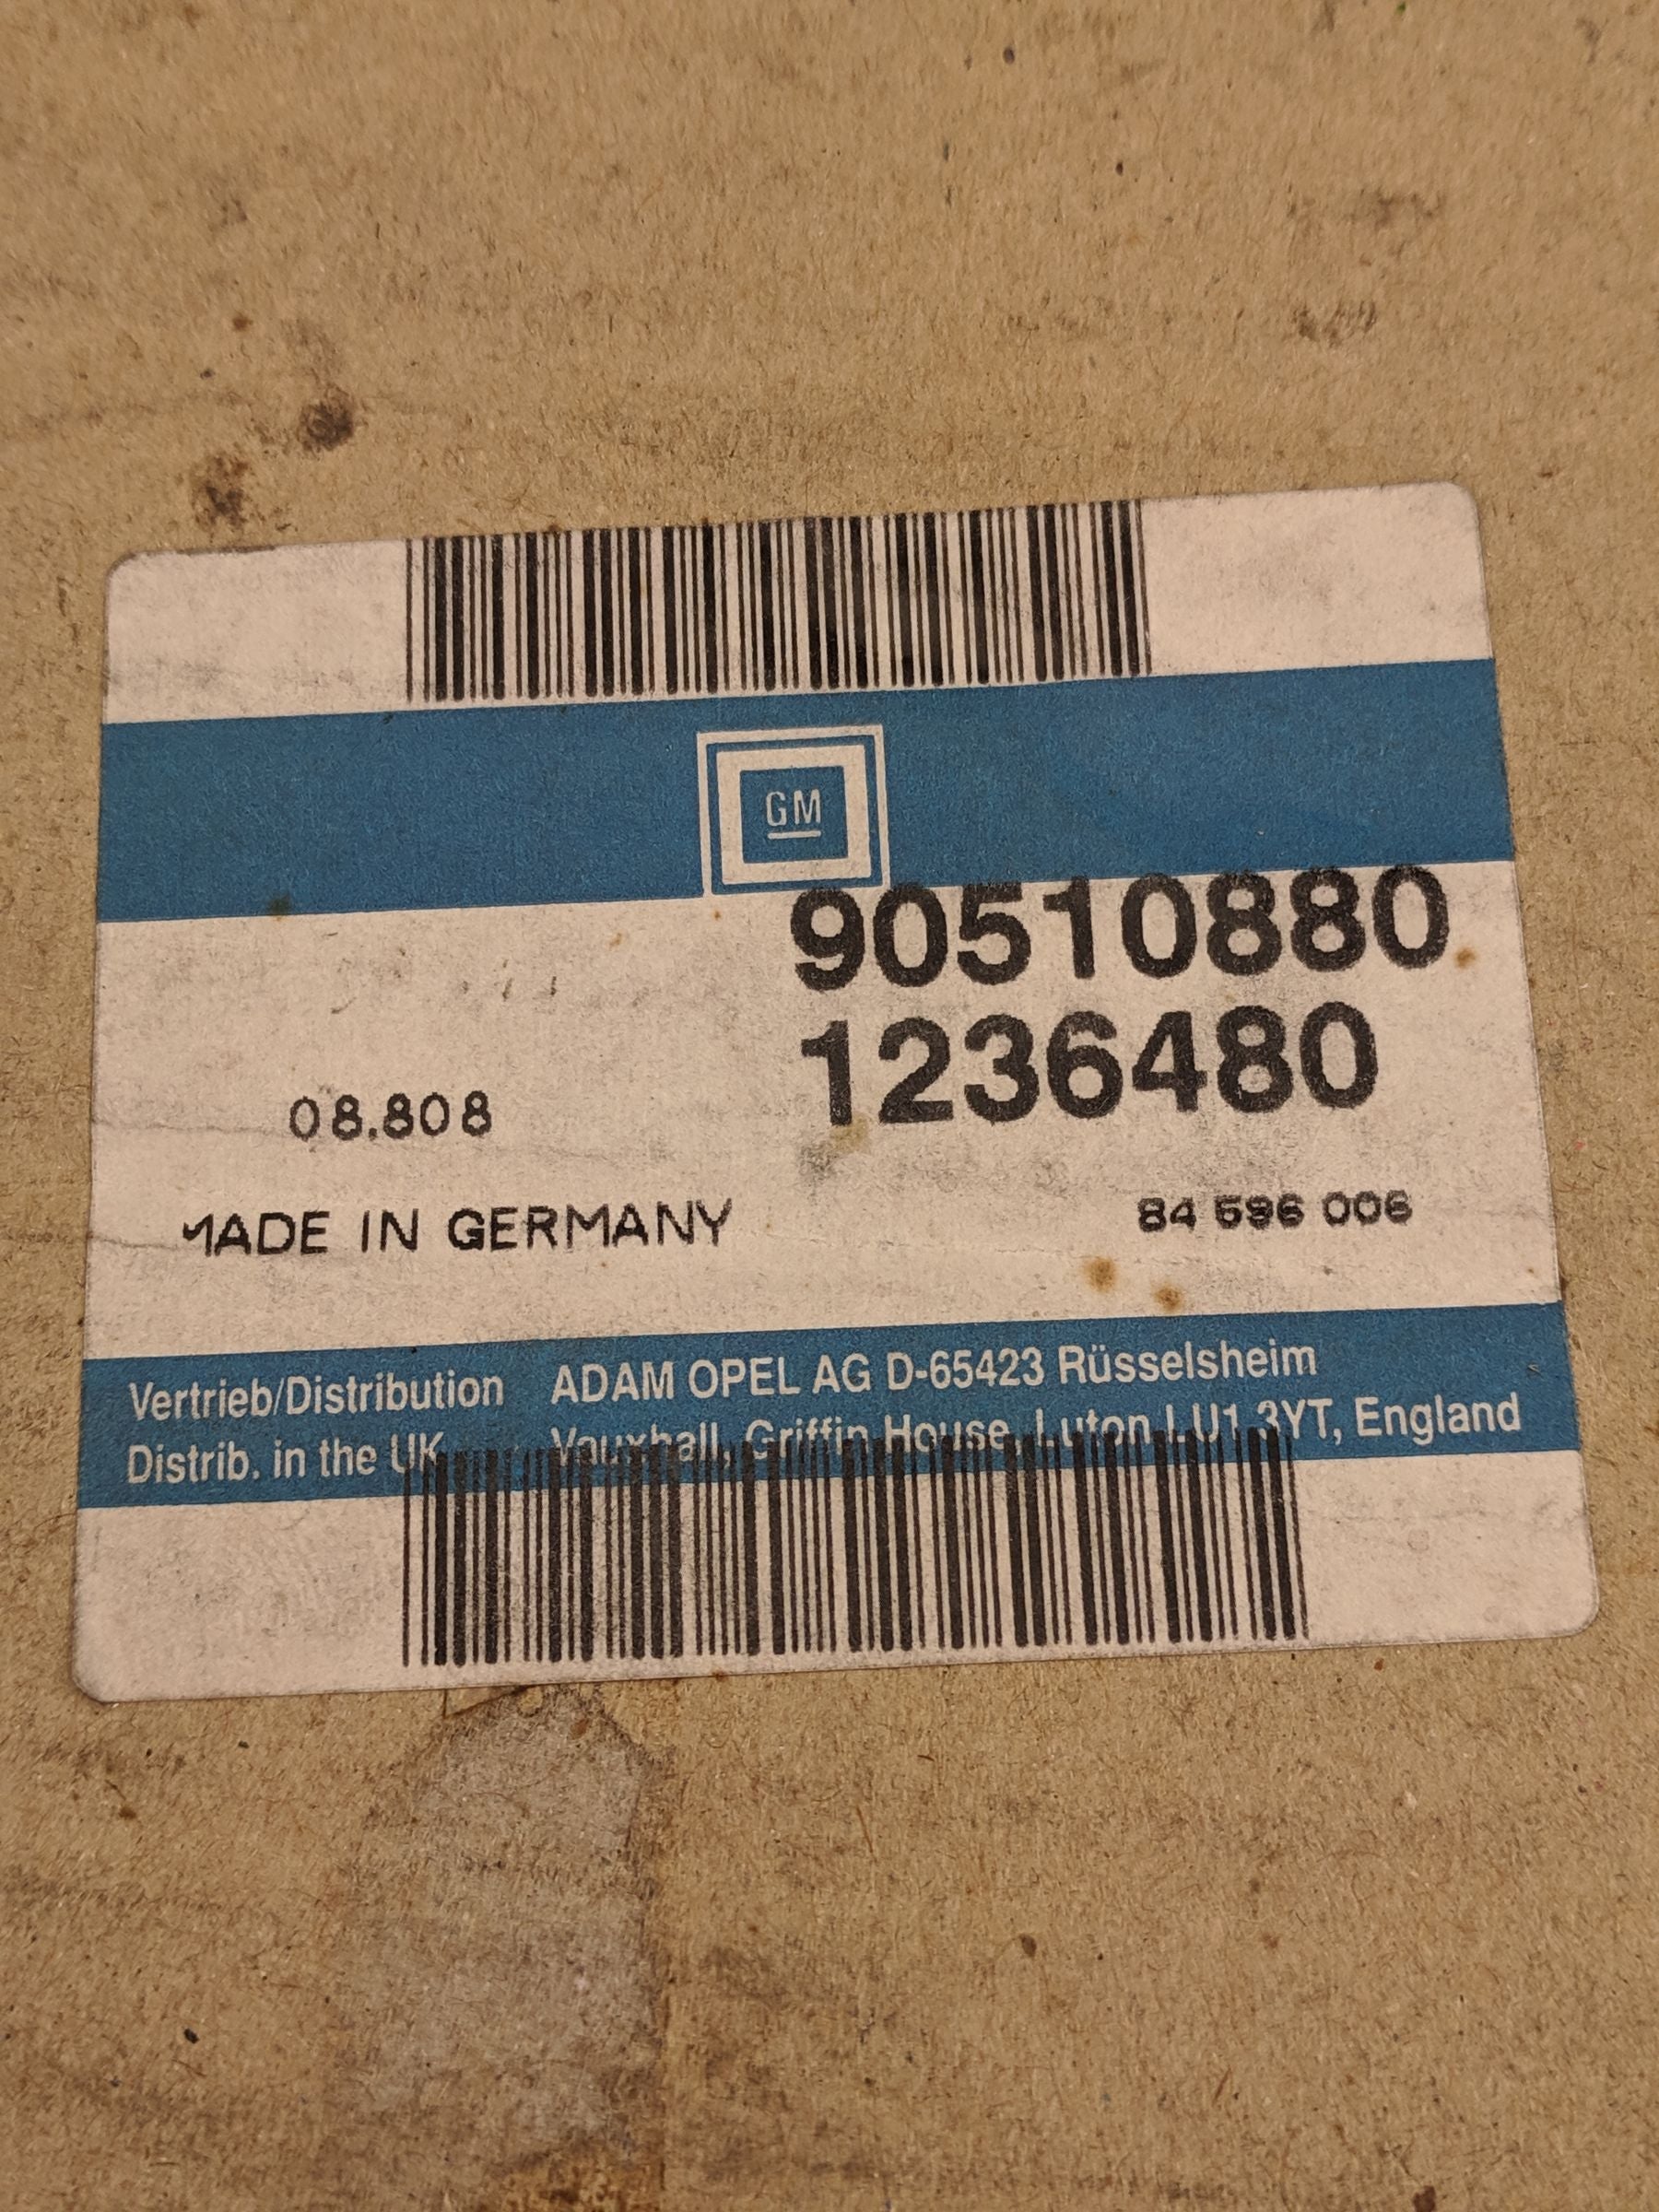 GM
90510880
1236480
08.808
MADE IN GERMANY
84 596 006
Vertrieb/Distribution ADAM OPEL AG D-65423 Rüsselsheim
Distrib. in the UK Vauxhall, Griffin House, Luton LU1 3YT, England